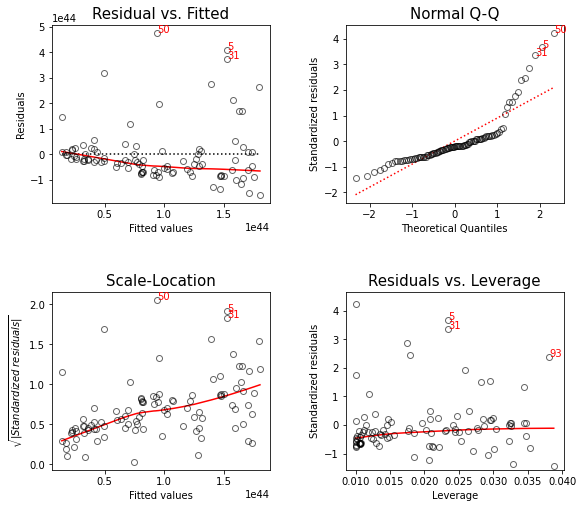 Residual vs. Fitted
1e44
Residuals
5
4
3
2
1
0
−1
50
5
31
0.5 1.0 1.5
1e44
Fitted values
Normal Q-Q
Standardized residuals
4
3
2
1
0
−1
−2
50
5
31
−2 −1 0 1 2
Theoretical Quantiles
Scale-Location
√|Standardized residuals|
2.0
1.5
1.0
0.5
0.0
50
5
31
0.5 1.0 1.5
1e44
Fitted values
Residuals vs. Leverage
Standardized residuals
4
3
2
1
0
−1
5
31
93
0.010 0.015 0.020 0.025 0.030 0.035 0.040
Leverage